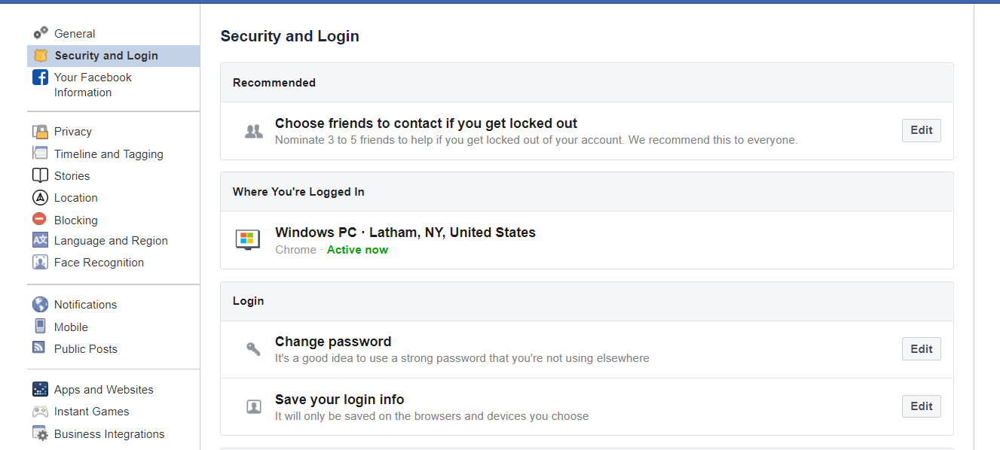 General
Security and Login
Your Facebook
Information
Privacy
Timeline and Tagging
Stories
Location
Blocking
Language and Region
Face Recognition
Notifications
Mobile
Public Posts
Apps and Websites
Instant Games
Business Integrations
Security and Login
Recommended
Choose friends to contact if you get locked out
Nominate 3 to 5 friends to help if you get locked out of your account. We recommend this to everyone.
Edit
Where You're Logged In
Windows PC · Latham, NY, United States
Chrome · Active now
Login
Change password
It's a good idea to use a strong password that you're not using elsewhere
Edit
Save your login info
It will only be saved on the browsers and devices you choose
Edit